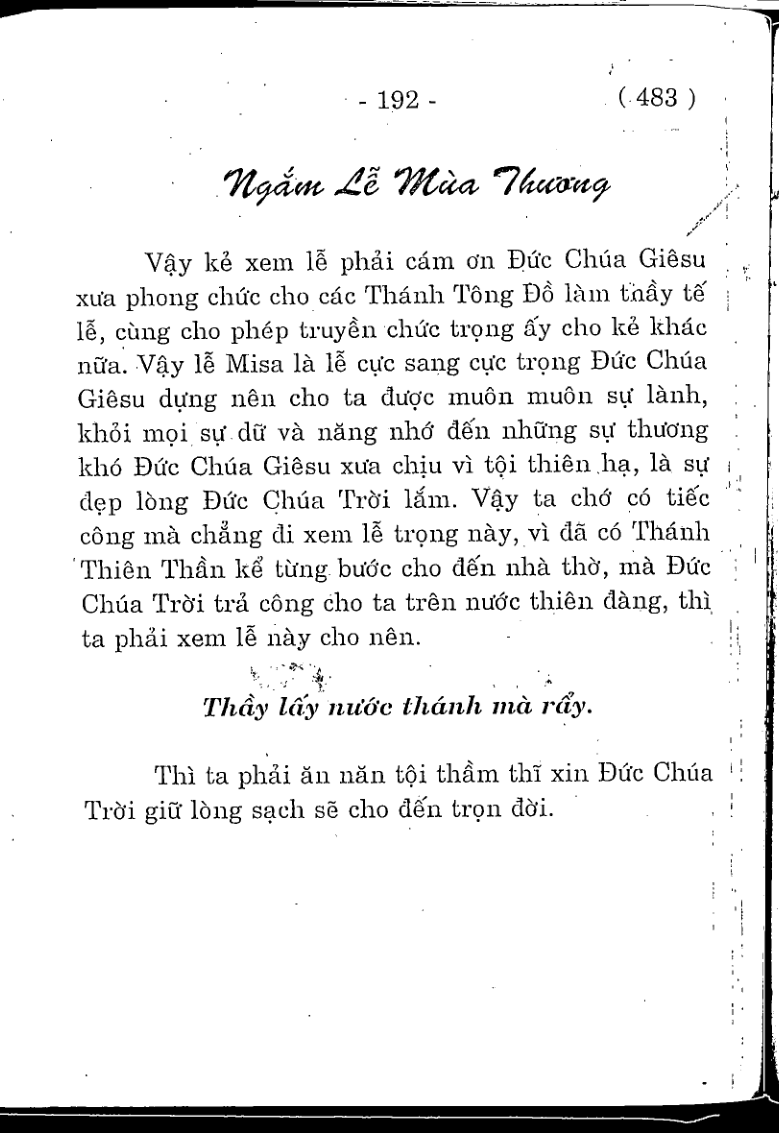 - 192 -
( 483 )
Ngắm Lễ Mùa Thương
Vậy kẻ xem lễ phải cám ơn Đức Chúa Giêsu
xưa phong chức cho các Thánh Tông Đồ làm thầy tế
lễ, cùng cho phép truyền chức trọng ấy cho kẻ khác
nữa. Vậy lễ Misa là lễ cực sang cực trọng Đức Chúa
Giêsu dựng nên cho ta được muôn muôn sự lành,
khỏi mọi sự dữ và năng nhớ đến những sự thương
khó Đức Chúa Giêsu xưa chịu vì tội thiên hạ, là sự
đẹp lòng Đức Chúa Trời lắm. Vậy ta chớ có tiếc
công mà chẳng đi xem lễ trọng này, vì đã có Thánh
Thiên Thần kể từng bước cho đến nhà thờ, mà Đức
Chúa Trời trả công cho ta trên nước thiên đàng, thì
ta phải xem lễ này cho nên.
Thầy lấy nước thánh mà rẩy.
Thì ta phải ăn năn tội thầm thĩ xin Đức Chúa
Trời giữ lòng sạch sẽ cho đến trọn đời.